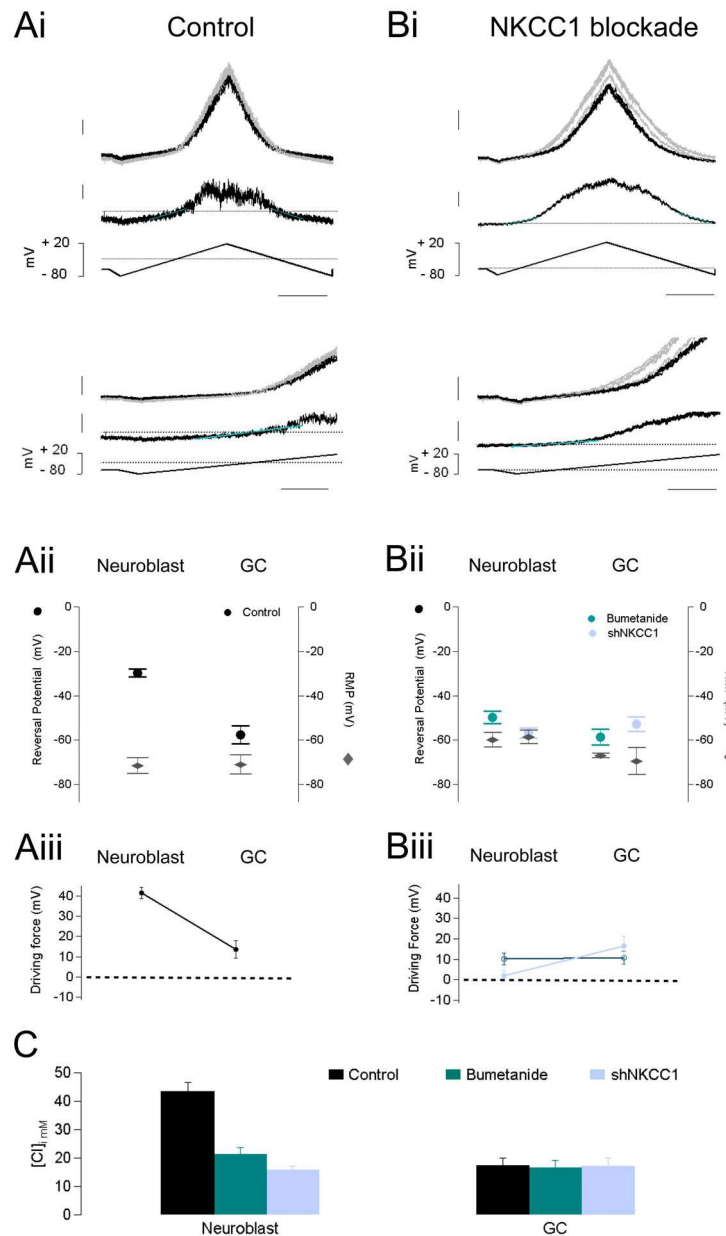 Ai Control
Bi NKCC1 blockade
mV + 20 - 80
mV + 20 - 80
mV + 20 - 80
mV + 20 - 80
Aii
Neuroblast GC
Reversal Potential (mV)
0
-20
-40
-60
-80
Control
0
-20
-40
-60
-80
RMP (mV)
Bii
Neuroblast GC
Reversal Potential (mV)
0
-20
-40
-60
-80
Bumetanide
shNKCC1
0
-20
-40
-60
-80
Aiii
Neuroblast GC
Driving force (mV)
40
30
20
10
0
-10
Biii
Neuroblast GC
Driving Force (mV)
40
30
20
10
0
10
C
[Cl]i mM
50
40
30
20
10
0
Control Bumetanide shNKCC1
Neuroblast GC